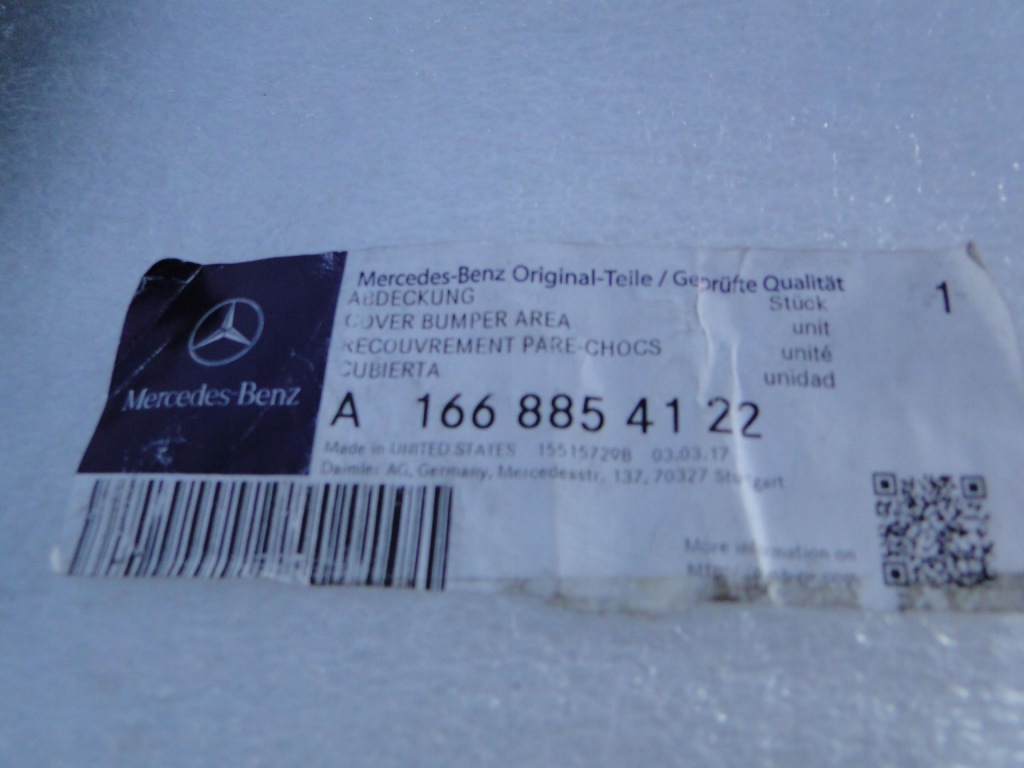 Mercedes-Benz
Mercedes-Benz Original-Teile / Geprüfte Qualität
ABDECKUNG Stück 1
COVER BUMPER AREA unit
RECOUVREMENT PARE-CHOCS unité
CUBIERTA unidad
A 166 885 41 22
Made in UNITED STATES 155157298 03.03.17
Daimler AG, Germany, Mercedesstr. 137, 70327 Stuttgart
More information on